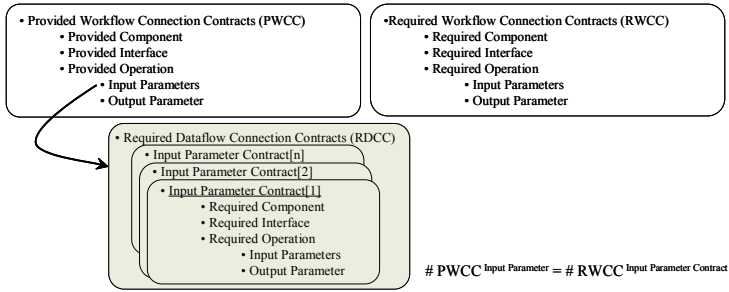 • Provided Workflow Connection Contracts (PWCC)
• Provided Component
• Provided Interface
• Provided Operation
• Input Parameters
• Output Parameter
•Required Workflow Connection Contracts (RWCC)
• Required Component
• Required Interface
• Required Operation
• Input Parameters
• Output Parameter
• Required Dataflow Connection Contracts (RDCC)
• Input Parameter Contract[n]
• Input Parameter Contract[2]
• Input Parameter Contract[1]
• Required Component
• Required Interface
• Required Operation
• Input Parameters
• Output Parameter
# PWCC Input Parameter = # RWCC Input Parameter Contract